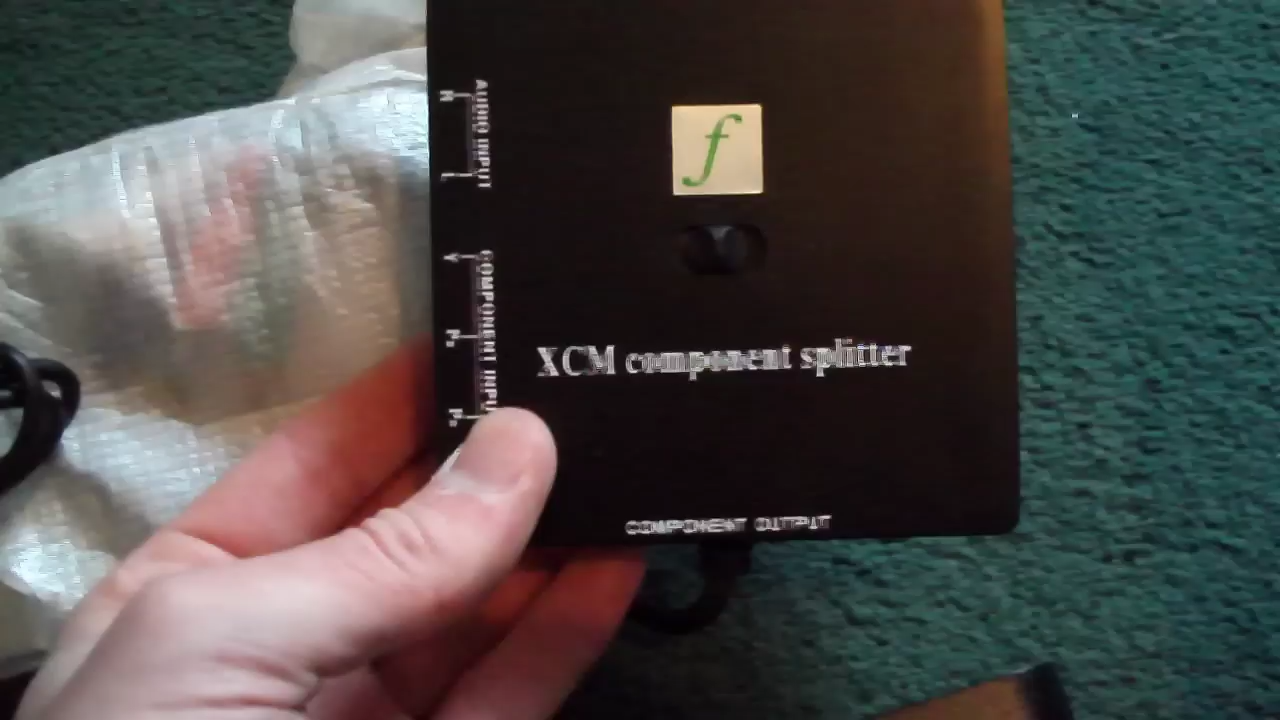 AUDIO INPUT
L
f
COMPONENT INPUT
Y
XCM component splitter
COMPONENT OUTPUT